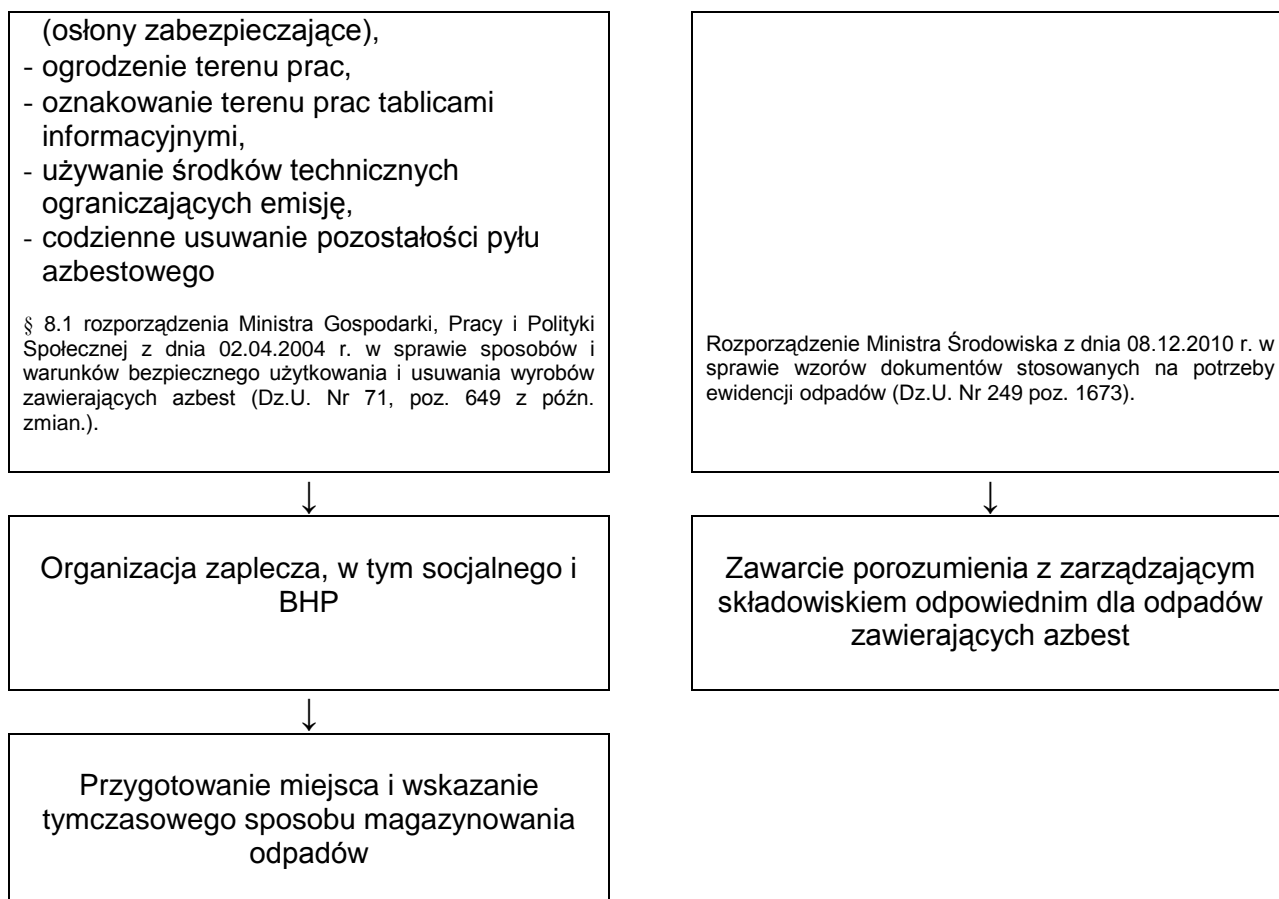 (osłony zabezpieczające),
- ogrodzenie terenu prac,
- oznakowanie terenu prac tablicami
informacyjnymi,
- używanie środków technicznych
ograniczających emisję,
- codzienne usuwanie pozostałości pyłu
azbestowego
§ 8.1 rozporządzenia Ministra Gospodarki, Pracy i Polityki
Społecznej z dnia 02.04.2004 r. w sprawie sposobów i
warunków bezpiecznego użytkowania i usuwania wyrobów
zawierających azbest (Dz.U. Nr 71, poz. 649 z późn.
zmian.).
↓
Organizacja zaplecza, w tym socjalnego i
BHP
↓
Przygotowanie miejsca i wskazanie
tymczasowego sposobu magazynowania
odpadów
Rozporządzenie Ministra Środowiska z dnia 08.12.2010 r. w
sprawie wzorów dokumentów stosowanych na potrzeby
ewidencji odpadów (Dz.U. Nr 249 poz. 1673).
↓
Zawarcie porozumienia z zarządzającym
składowiskiem odpowiednim dla odpadów
zawierających azbest